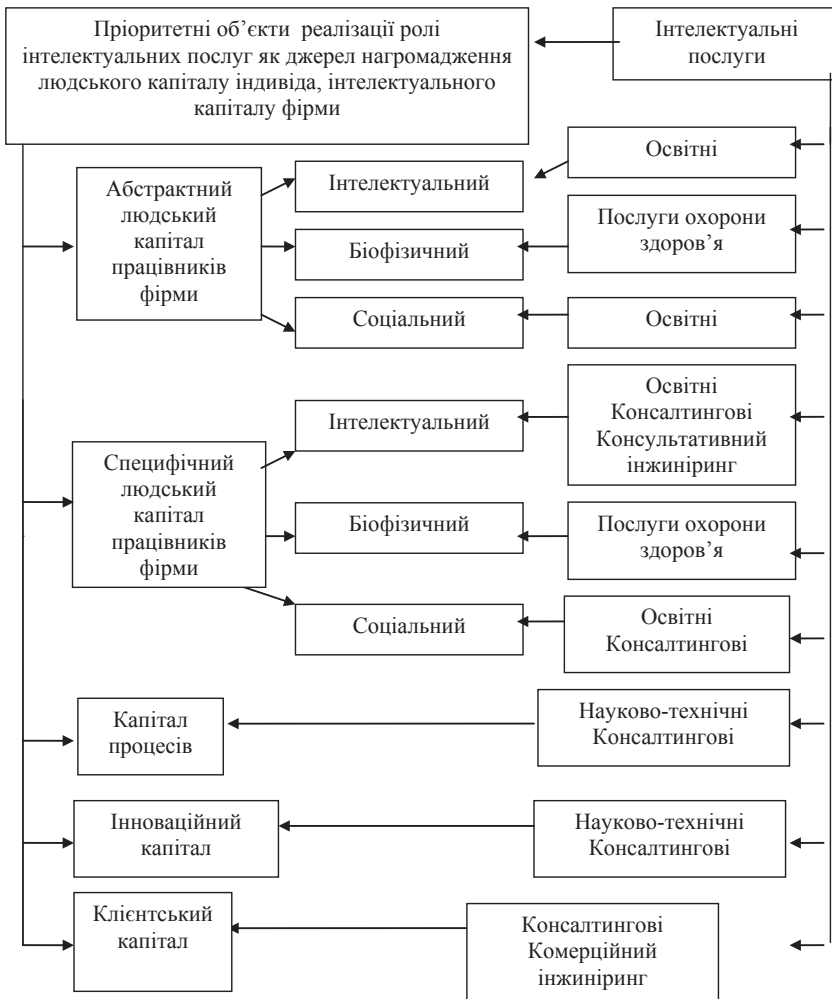 Пріоритетні об’єкти реалізації ролі
інтелектуальних послуг як джерел нагромадження
людського капіталу індивіда, інтелектуального
капіталу фірми
Інтелектуальні
послуги
Абстрактний
людський
капітал
працівників
фірми
Інтелектуальний
Освітні
Біофізичний
Послуги охорони
здоров’я
Соціальний
Освітні
Специфічний
людський
капітал
працівників
фірми
Інтелектуальний
Освітні
Консалтингові
Консультативний
інжиніринг
Біофізичний
Послуги охорони
здоров’я
Соціальний
Освітні
Консалтингові
Капітал
процесів
Науково-технічні
Консалтингові
Інноваційний
капітал
Науково-технічні
Консалтингові
Клієнтський
капітал
Консалтингові
Комерційний
інжиніринг